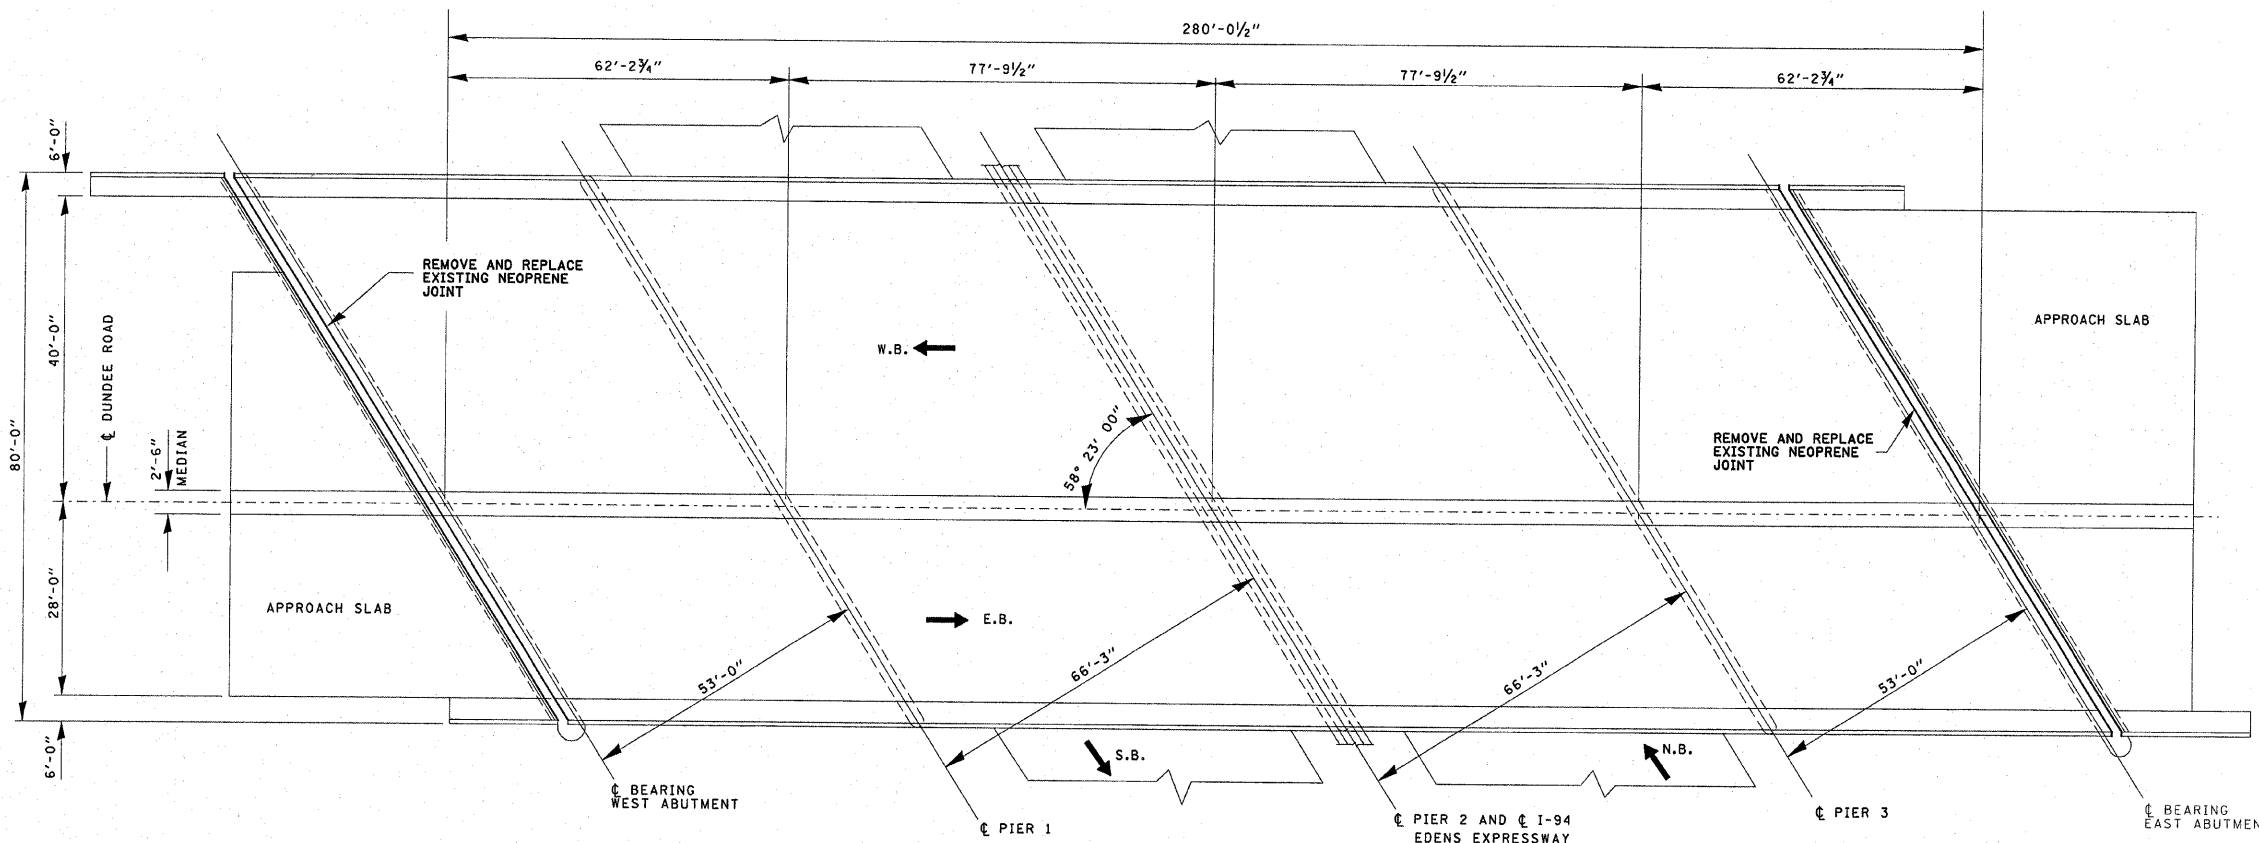 280'-0½"
62'-2¾"
77'-9½"
77'-9½"
62'-2¾"
6'-0"
REMOVE AND REPLACE
EXISTING NEOPRENE
JOINT
40'-0"
℄ DUNDEE ROAD
80'-0"
2'-6"
MEDIAN
W.B.
58° 23' 00"
APPROACH SLAB
REMOVE AND REPLACE
EXISTING NEOPRENE
JOINT
28'-0"
APPROACH SLAB
E.B.
53'-0"
66'-3"
66'-3"
53'-0"
6'-0"
S.B.
N.B.
℄ BEARING
WEST ABUTMENT
℄ PIER 1
℄ PIER 2 AND ℄ I-94
EDENS EXPRESSWAY
℄ PIER 3
℄ BEARING
EAST ABUTMEN